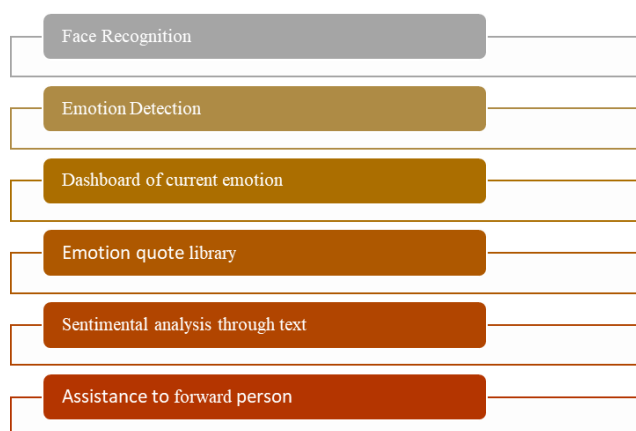 Face Recognition
Emotion Detection
Dashboard of current emotion
Emotion quote library
Sentimental analysis through text
Assistance to forward person